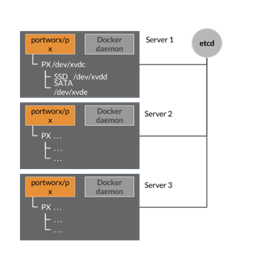 portworx/p
x
Docker
daemon
Server 1
etcd
PX /dev/xvdc
SSD /dev/xvdd
SATA
/dev/xvde
portworx/p
x
Docker
daemon
Server 2
PX . . .
. . .
. . .
portworx/p
x
Docker
daemon
Server 3
PX . . .
. . .
. . .